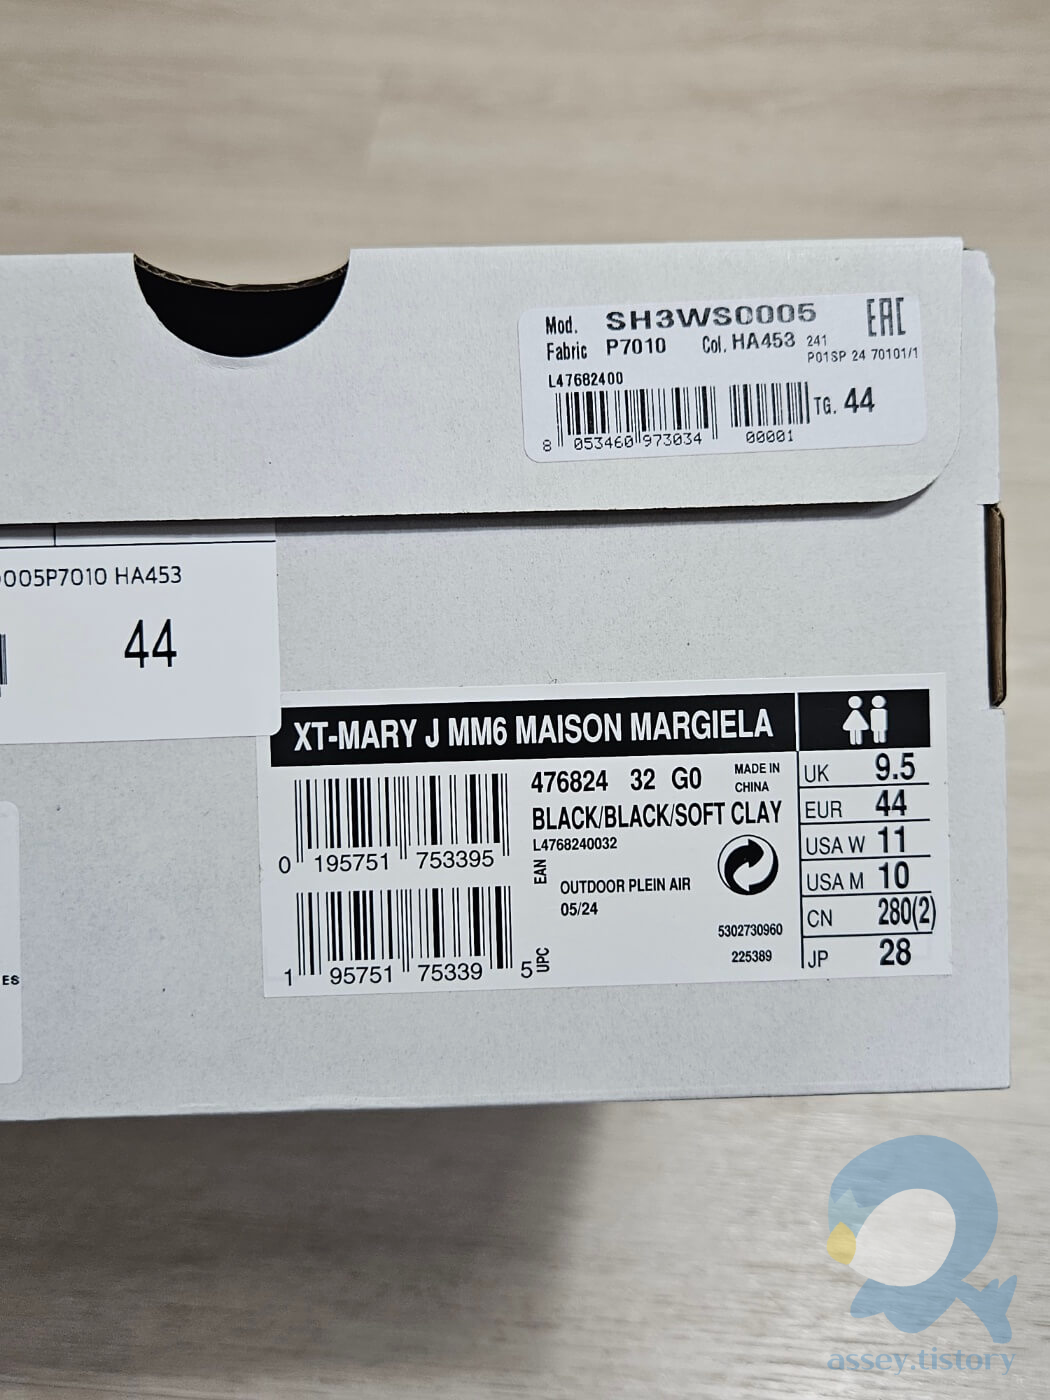 Mod. SH3WS0005 EAC
Fabric P7010 Col. HA453 241
P01SP 24 70101/1
L47682400
8 053460 973034 00001 TG. 44
0005P7010 HA453
44
XT-MARY J MM6 MAISON MARGIELA
476824 32 G0 MADE IN CHINA
BLACK/BLACK/SOFT CLAY
L4768240032
0 195751 753395 EAN
OUTDOOR PLEIN AIR
05/24
5302730960
225389
1 95751 75339 5 UPC
UK 9.5
EUR 44
USA W 11
USA M 10
CN 280(2)
JP 28
ES
assey.tistory